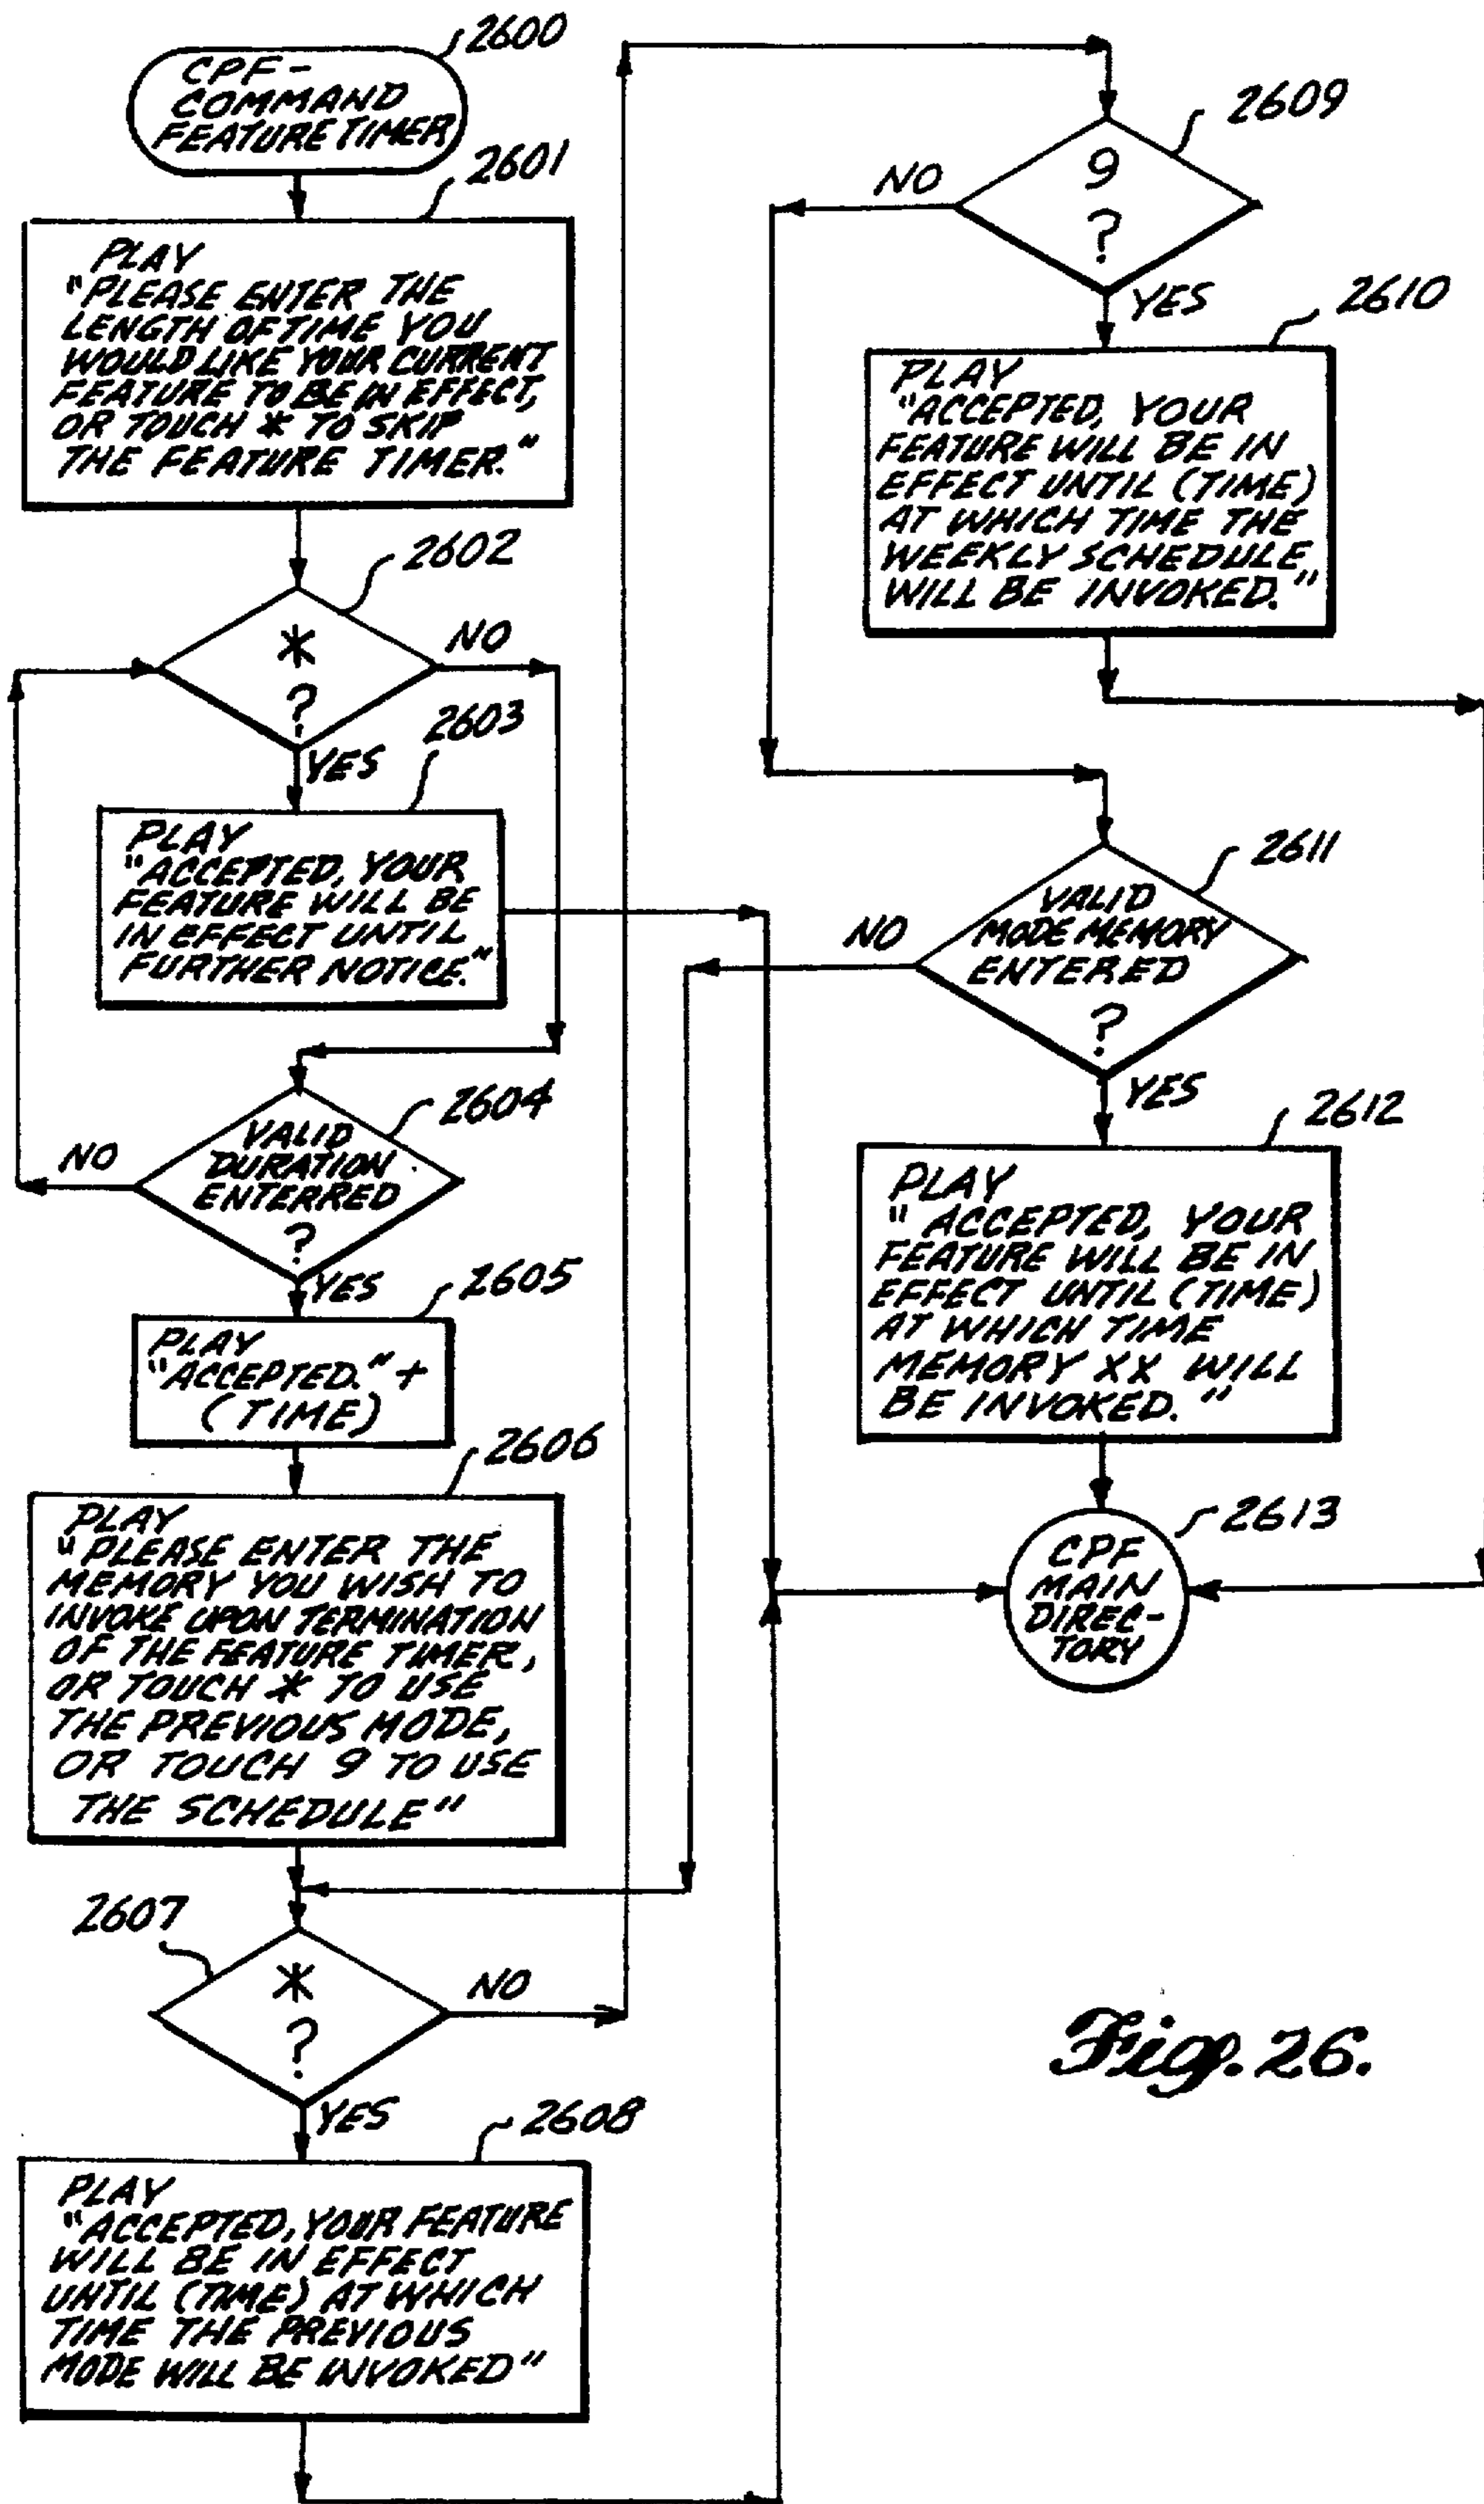 2600
CPF-
COMMAND
FEATURE TIMER
2601
PLAY
"PLEASE ENTER THE
LENGTH OF TIME YOU
WOULD LIKE YOUR CURRENT
FEATURE TO BE IN EFFECT,
OR TOUCH * TO SKIP
THE FEATURE TIMER."
2602
*
?
NO
YES
2603
PLAY
"ACCEPTED, YOUR
FEATURE WILL BE
IN EFFECT UNTIL
FURTHER NOTICE."
2604
VALID
DURATION
ENTERRED
?
NO
YES
2605
PLAY
"ACCEPTED." +
(TIME)
2606
PLAY
"PLEASE ENTER THE
MEMORY YOU WISH TO
INVOKE UPON TERMINATION
OF THE FEATURE TIMER,
OR TOUCH * TO USE
THE PREVIOUS MODE,
OR TOUCH 9 TO USE
THE SCHEDULE"
2607
*
?
NO
YES
2608
PLAY
"ACCEPTED, YOUR FEATURE
WILL BE IN EFFECT
UNTIL (TIME) AT WHICH
TIME THE PREVIOUS
MODE WILL BE INVOKED"
2609
9
?
NO
YES
2610
PLAY
"ACCEPTED, YOUR
FEATURE WILL BE IN
EFFECT UNTIL (TIME)
AT WHICH TIME THE
WEEKLY SCHEDULE
WILL BE INVOKED."
2611
VALID
MODE MEMORY
ENTERED
?
NO
YES
2612
PLAY
" ACCEPTED, YOUR
FEATURE WILL BE IN
EFFECT UNTIL (TIME)
AT WHICH TIME
MEMORY XX WILL
BE INVOKED. "
2613
CPF
MAIN
DIREC-
TORY
Fig. 26.